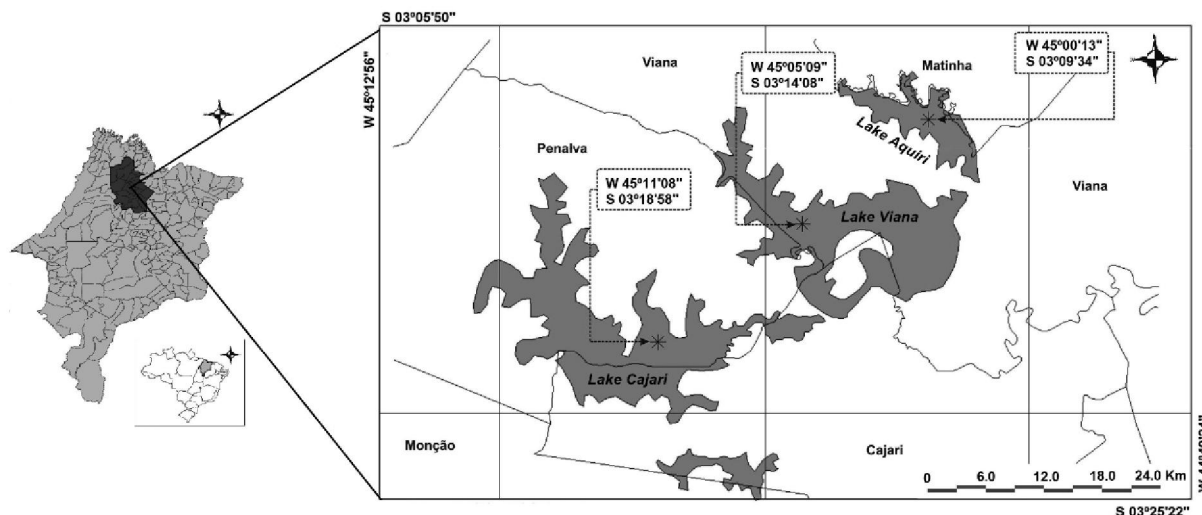 S 03º05'50"
W 45º12'56"
Viana
W 45º05'09"
S 03º14'08"
Matinha
W 45º00'13"
S 03º09'34"
Lake Aquiri
Penalva
W 45º11'08"
S 03º18'58"
Lake Viana
Viana
Lake Cajari
Monção
Cajari
0 6.0 12.0 18.0 24.0 Km
S 03º25'22"